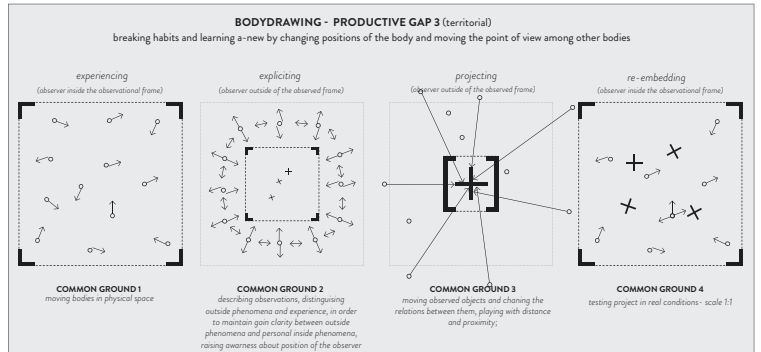 BODYDRAWING - PRODUCTIVE GAP 3 (territorial)
breaking habits and learning a-new by changing positions of the body and moving the point of view among other bodies
experiencing
(observer inside the observational frame)
expliciting
(observer outside of the observed frame)
projecting
(observer outside of the observed frame)
re-embedding
(observer inside the observational frame)
COMMON GROUND 1
moving bodies in physical space
COMMON GROUND 2
describing observations, distinguising
outside phenomena and experience, in order
to maintain gain clarity between outside
phenomena and personal inside phenomena,
raising awarness about position of the observer
COMMON GROUND 3
moving observed objects and chaning the
relations between them, playing with distance
and proximity;
COMMON GROUND 4
testing project in real conditions- scale 1:1